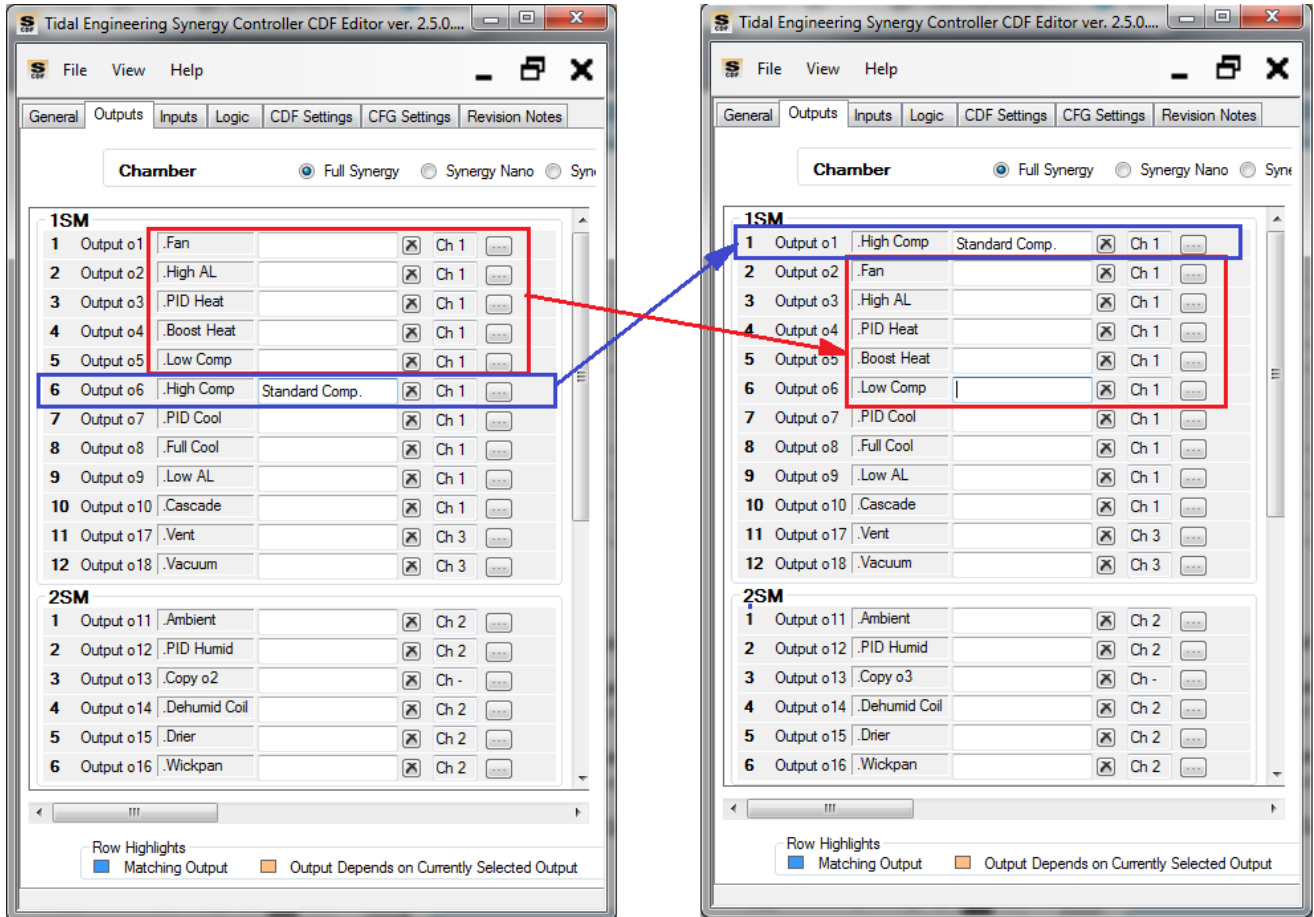 Tidal Engineering Synergy Controller CDF Editor ver. 2.5.0....
S CDF File View Help
General Outputs Inputs Logic CDF Settings CFG Settings Revision Notes
Chamber Full Synergy Synergy Nano Syn
1SM
1 Output o1 .Fan Ch 1 ...
2 Output o2 .High AL Ch 1 ...
3 Output o3 .PID Heat Ch 1 ...
4 Output o4 .Boost Heat Ch 1 ...
5 Output o5 .Low Comp Ch 1 ...
6 Output o6 .High Comp Standard Comp. Ch 1 ...
7 Output o7 .PID Cool Ch 1 ...
8 Output o8 .Full Cool Ch 1 ...
9 Output o9 .Low AL Ch 1 ...
10 Output o10 .Cascade Ch 1 ...
11 Output o17 .Vent Ch 3 ...
12 Output o18 .Vacuum Ch 3 ...
2SM
1 Output o11 .Ambient Ch 2 ...
2 Output o12 .PID Humid Ch 2 ...
3 Output o13 .Copy o2 Ch - ...
4 Output o14 .Dehumid Coil Ch 2 ...
5 Output o15 .Drier Ch 2 ...
6 Output o16 .Wickpan Ch 2 ...
Row Highlights
Matching Output Output Depends on Currently Selected Output
Tidal Engineering Synergy Controller CDF Editor ver. 2.5.0....
S CDF File View Help
General Outputs Inputs Logic CDF Settings CFG Settings Revision Notes
Chamber Full Synergy Synergy Nano Syne
1SM
1 Output o1 .High Comp Standard Comp. Ch 1 ...
2 Output o2 .Fan Ch 1 ...
3 Output o3 .High AL Ch 1 ...
4 Output o4 .PID Heat Ch 1 ...
5 Output o5 .Boost Heat Ch 1 ...
6 Output o6 .Low Comp Ch 1 ...
7 Output o7 .PID Cool Ch 1 ...
8 Output o8 .Full Cool Ch 1 ...
9 Output o9 .Low AL Ch 1 ...
10 Output o10 .Cascade Ch 1 ...
11 Output o17 .Vent Ch 3 ...
12 Output o18 .Vacuum Ch 3 ...
2SM
1 Output o11 .Ambient Ch 2 ...
2 Output o12 .PID Humid Ch 2 ...
3 Output o13 .Copy o3 Ch - ...
4 Output o14 .Dehumid Coil Ch 2 ...
5 Output o15 .Drier Ch 2 ...
6 Output o16 .Wickpan Ch 2 ...
Row Highlights
Matching Output Output Depends on Currently Selected Output